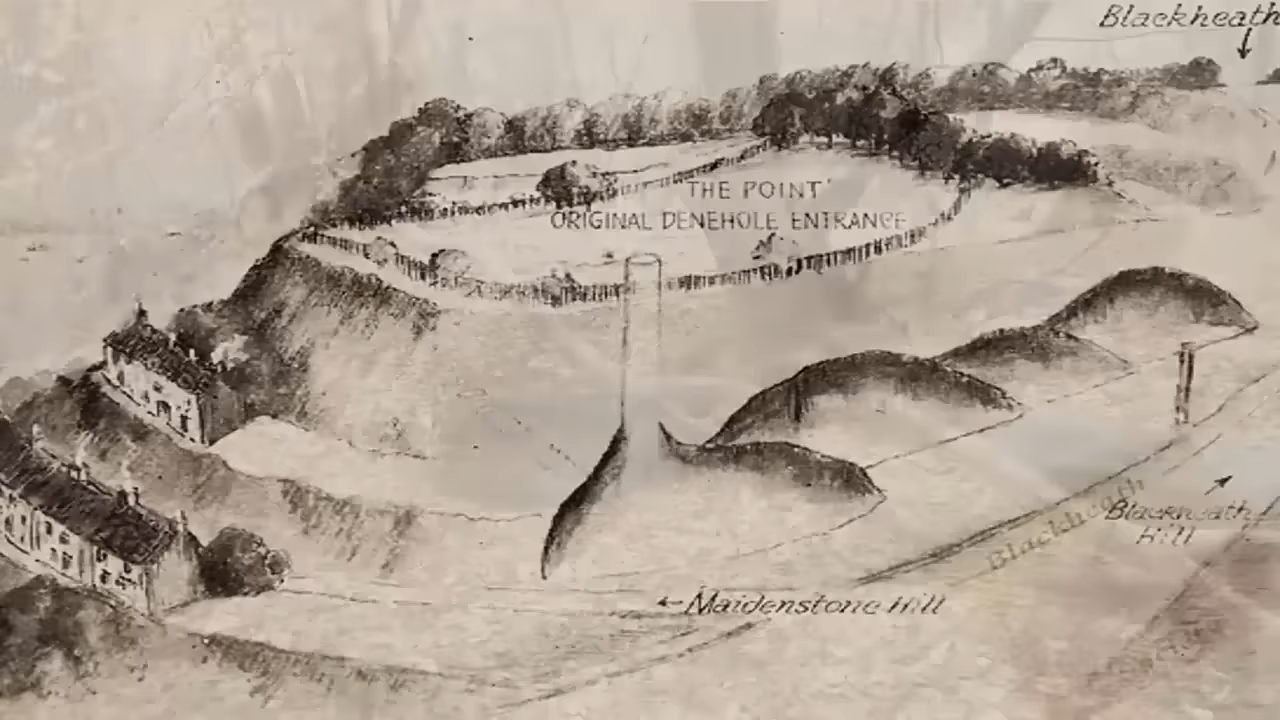 Blackheath
'THE POINT'
ORIGINAL DENEHOLE ENTRANCE
Blackheath
Blackheath
Hill
←Maidenstone Hill